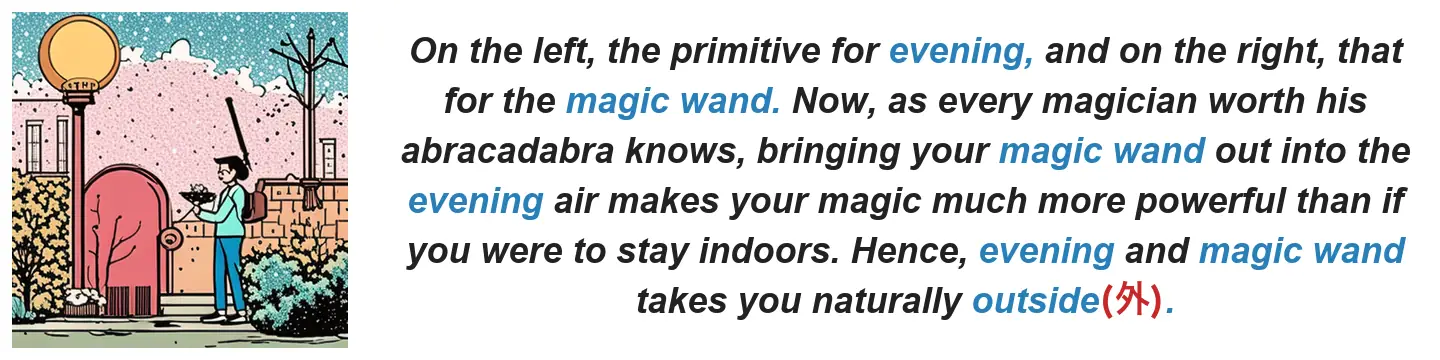 On the left, the primitive for evening, and on the right, that
for the magic wand. Now, as every magician worth his
abracadabra knows, bringing your magic wand out into the
evening air makes your magic much more powerful than if
you were to stay indoors. Hence, evening and magic wand
takes you naturally outside(外).